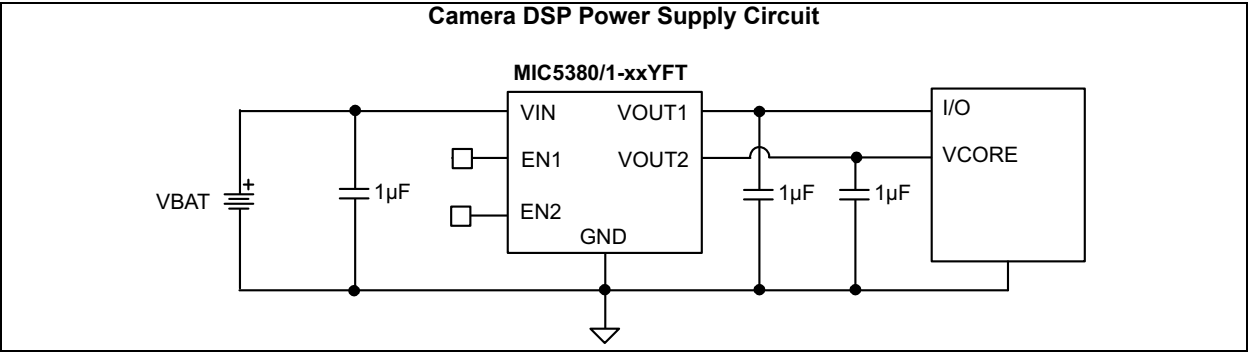 Camera DSP Power Supply Circuit
MIC5380/1-xxYFT
VIN VOUT1
I/O
EN1 VOUT2
VCORE
VBAT
+
1µF
EN2
1µF
1µF
GND